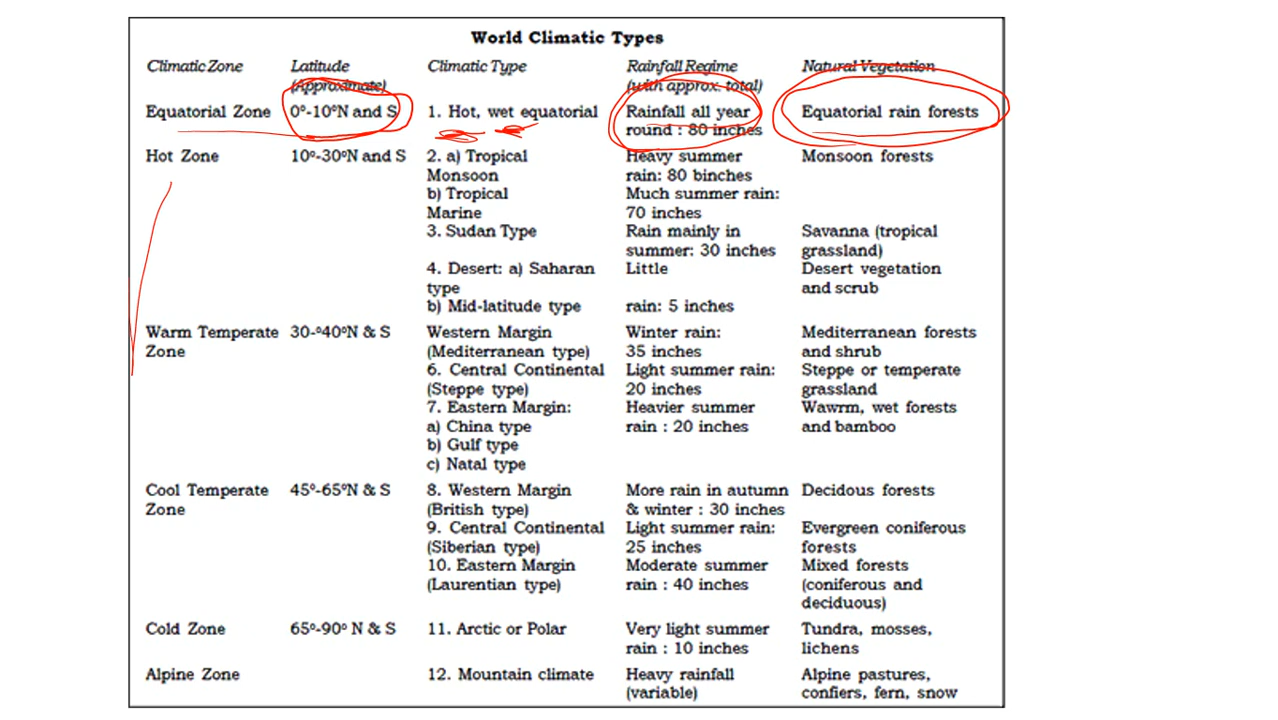 World Climatic Types
Climatic Zone Latitude Climatic Type Rainfall Regime Natural Vegetation
(Approximate) (with approx. total)
Equatorial Zone 0º-10ºN and S 1. Hot, wet equatorial Rainfall all year Equatorial rain forests
round : 80 inches
Hot Zone 10º-30ºN and S 2. a) Tropical Heavy summer Monsoon forests
Monsoon rain: 80 binches
b) Tropical Much summer rain:
Marine 70 inches
3. Sudan Type Rain mainly in Savanna (tropical
summer: 30 inches grassland)
4. Desert: a) Saharan Little Desert vegetation
type and scrub
b) Mid-latitude type rain: 5 inches
Warm Temperate 30-º40ºN & S Western Margin Winter rain: Mediterranean forests
Zone (Mediterranean type) 35 inches and shrub
6. Central Continental Light summer rain: Steppe or temperate
(Steppe type) 20 inches grassland
7. Eastern Margin: Heavier summer Wawrm, wet forests
a) China type rain : 20 inches and bamboo
b) Gulf type
c) Natal type
Cool Temperate 45º-65ºN & S 8. Western Margin More rain in autumn Decidous forests
Zone (British type) & winter : 30 inches
9. Central Continental Light summer rain: Evergreen coniferous
(Siberian type) 25 inches forests
10. Eastern Margin Moderate summer Mixed forests
(Laurentian type) rain : 40 inches (coniferous and
deciduous)
Cold Zone 65º-90º N & S 11. Arctic or Polar Very light summer Tundra, mosses,
rain : 10 inches lichens
Alpine Zone 12. Mountain climate Heavy rainfall Alpine pastures,
(variable) confiers, fern, snow